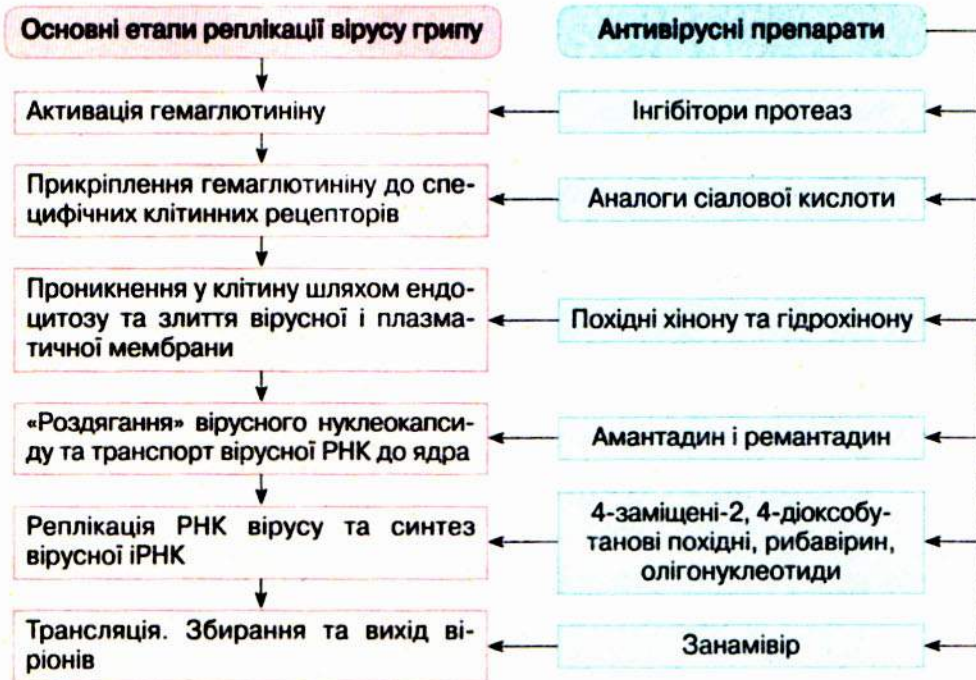 Основні етапи реплікації вірусу грипу
Антивірусні препарати
Активація гемаглютиніну
Інгібітори протеаз
Прикріплення гемаглютиніну до спе-
цифічних клітинних рецепторів
Аналоги сіалової кислоти
Проникнення у клітину шляхом ендо-
цитозу та злиття вірусної і плазма-
тичної мембрани
Похідні хінону та гідрохінону
«Роздягання» вірусного нуклеокапси-
ду та транспорт вірусної РНК до ядра
Амантадин і ремантадин
Реплікація РНК вірусу та синтез
вірусної іРНК
4-заміщені-2, 4-діоксобу-
танові похідні, рибавірин,
олігонуклеотиди
Трансляція. Збирання та вихід ві-
ріонів
Занамівір